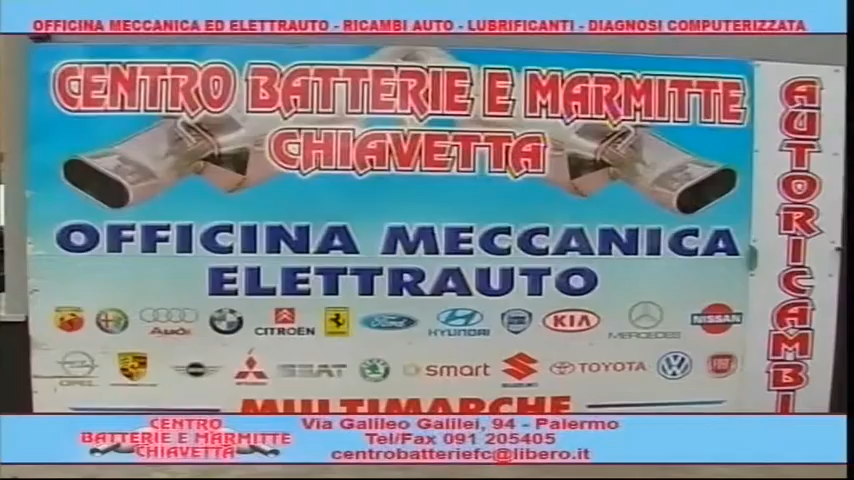 OFFICINA MECCANICA ED ELETTRAUTO - RICAMBI AUTO - LUBRIFICANTI - DIAGNOSI COMPUTERIZZATA
CENTRO BATTERIE E MARMITTE
CHIAVETTA
OFFICINA MECCANICA
ELETTRAUTO
Audi
CITROËN
Ford
HYUNDAI
KIA
MERCEDES
NISSAN
OPEL
SEAT
smart
SUZUKI
TOYOTA
FIAT
MULTIMARCHE
AUTORICAMBI
CENTRO
BATTERIE E MARMITTE
CHIAVETTA
Via Galileo Galilei, 94 - Palermo
Tel/Fax 091 205405
centrobatteriefc@libero.it